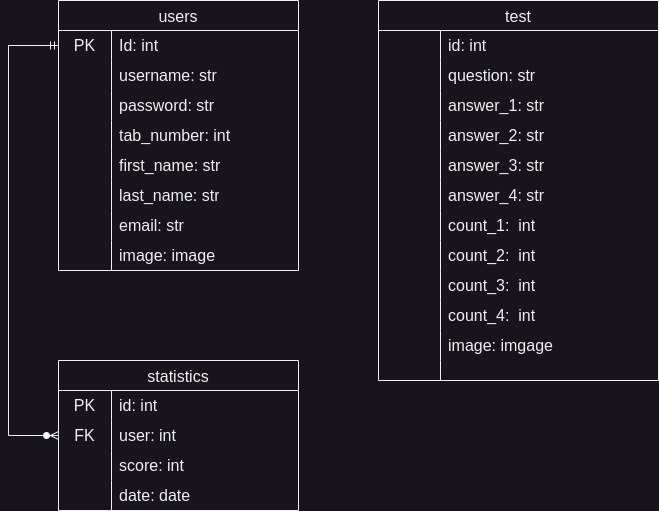 users
PK Id: int
username: str
password: str
tab_number: int
first_name: str
last_name: str
email: str
image: image
test
id: int
question: str
answer_1: str
answer_2: str
answer_3: str
answer_4: str
count_1:  int
count_2:  int
count_3:  int
count_4:  int
image: imgage
statistics
PK id: int
FK user: int
score: int
date: date